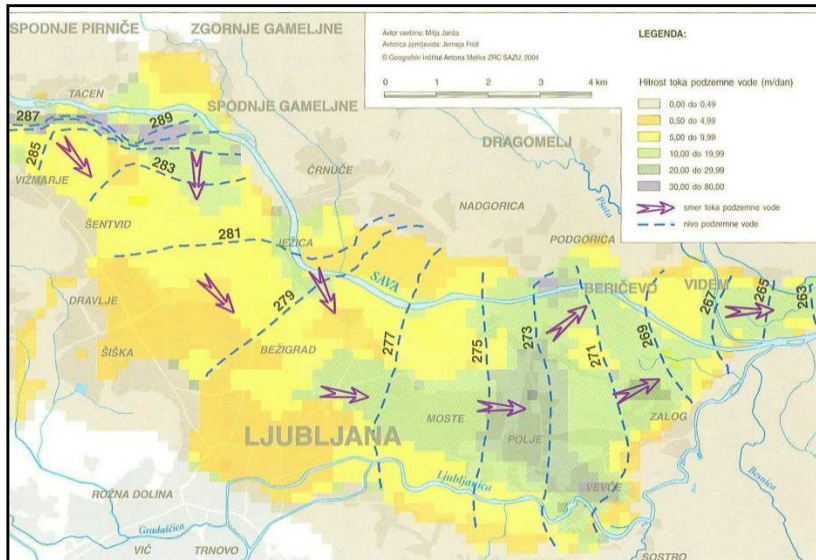 SPODNJE PIRNIČE
ZGORNJE GAMELJNE
Avtor vsebine: Mitja Janža
Avtorica zemljevida: Jerneja Fridl
© Geografski inštitut Antona Melika ZRC SAZU, 2004
0 1 2 3 4 km
LEGENDA:
Hitrost toka podzemne vode (m/dan)
0,00 do 0,49
0,50 do 4,99
5,00 do 9,99
10,00 do 19,99
20,00 do 29,99
30,00 do 80,00
smer toka podzemne vode
nivo podzemne vode
TACEN
SPODNJE GAMELJNE
287
289
285
283
VIŽMARJE
ČRNUČE
DRAGOMELJ
Pšata
NADGORICA
ŠENTVID
281
JEŽICA
PODGORICA
SAVA
BERIČEVO
VIDEM
279
267
265
263
DRAVLJE
277
275
273
271
269
ŠIŠKA
BEŽIGRAD
MOSTE
ZALOG
LJUBLJANA
POLJE
Ljubljanica
VEVČE
Besnica
ROŽNA DOLINA
Gradaščica
VIČ
TRNOVO
SOSTRO